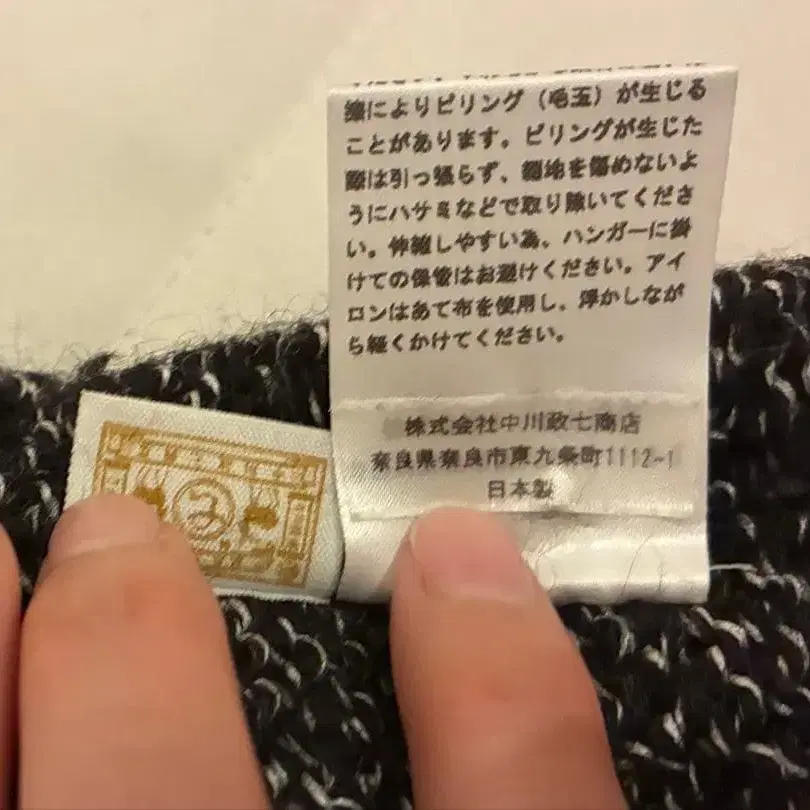 擦によりピリング（毛玉）が生じる
ことがあります。ピリングが生じた
際は引っ張らず、編地を傷めないよ
うにハサミなどで取り除いてくださ
い。伸縮しやすい為、ハンガーに掛
けての保管はお避けください。アイ
ロンはあて布を使用し、浮かしなが
ら軽くかけてください。
株式会社中川政七商店
奈良県奈良市東九条町1112-1
日本製